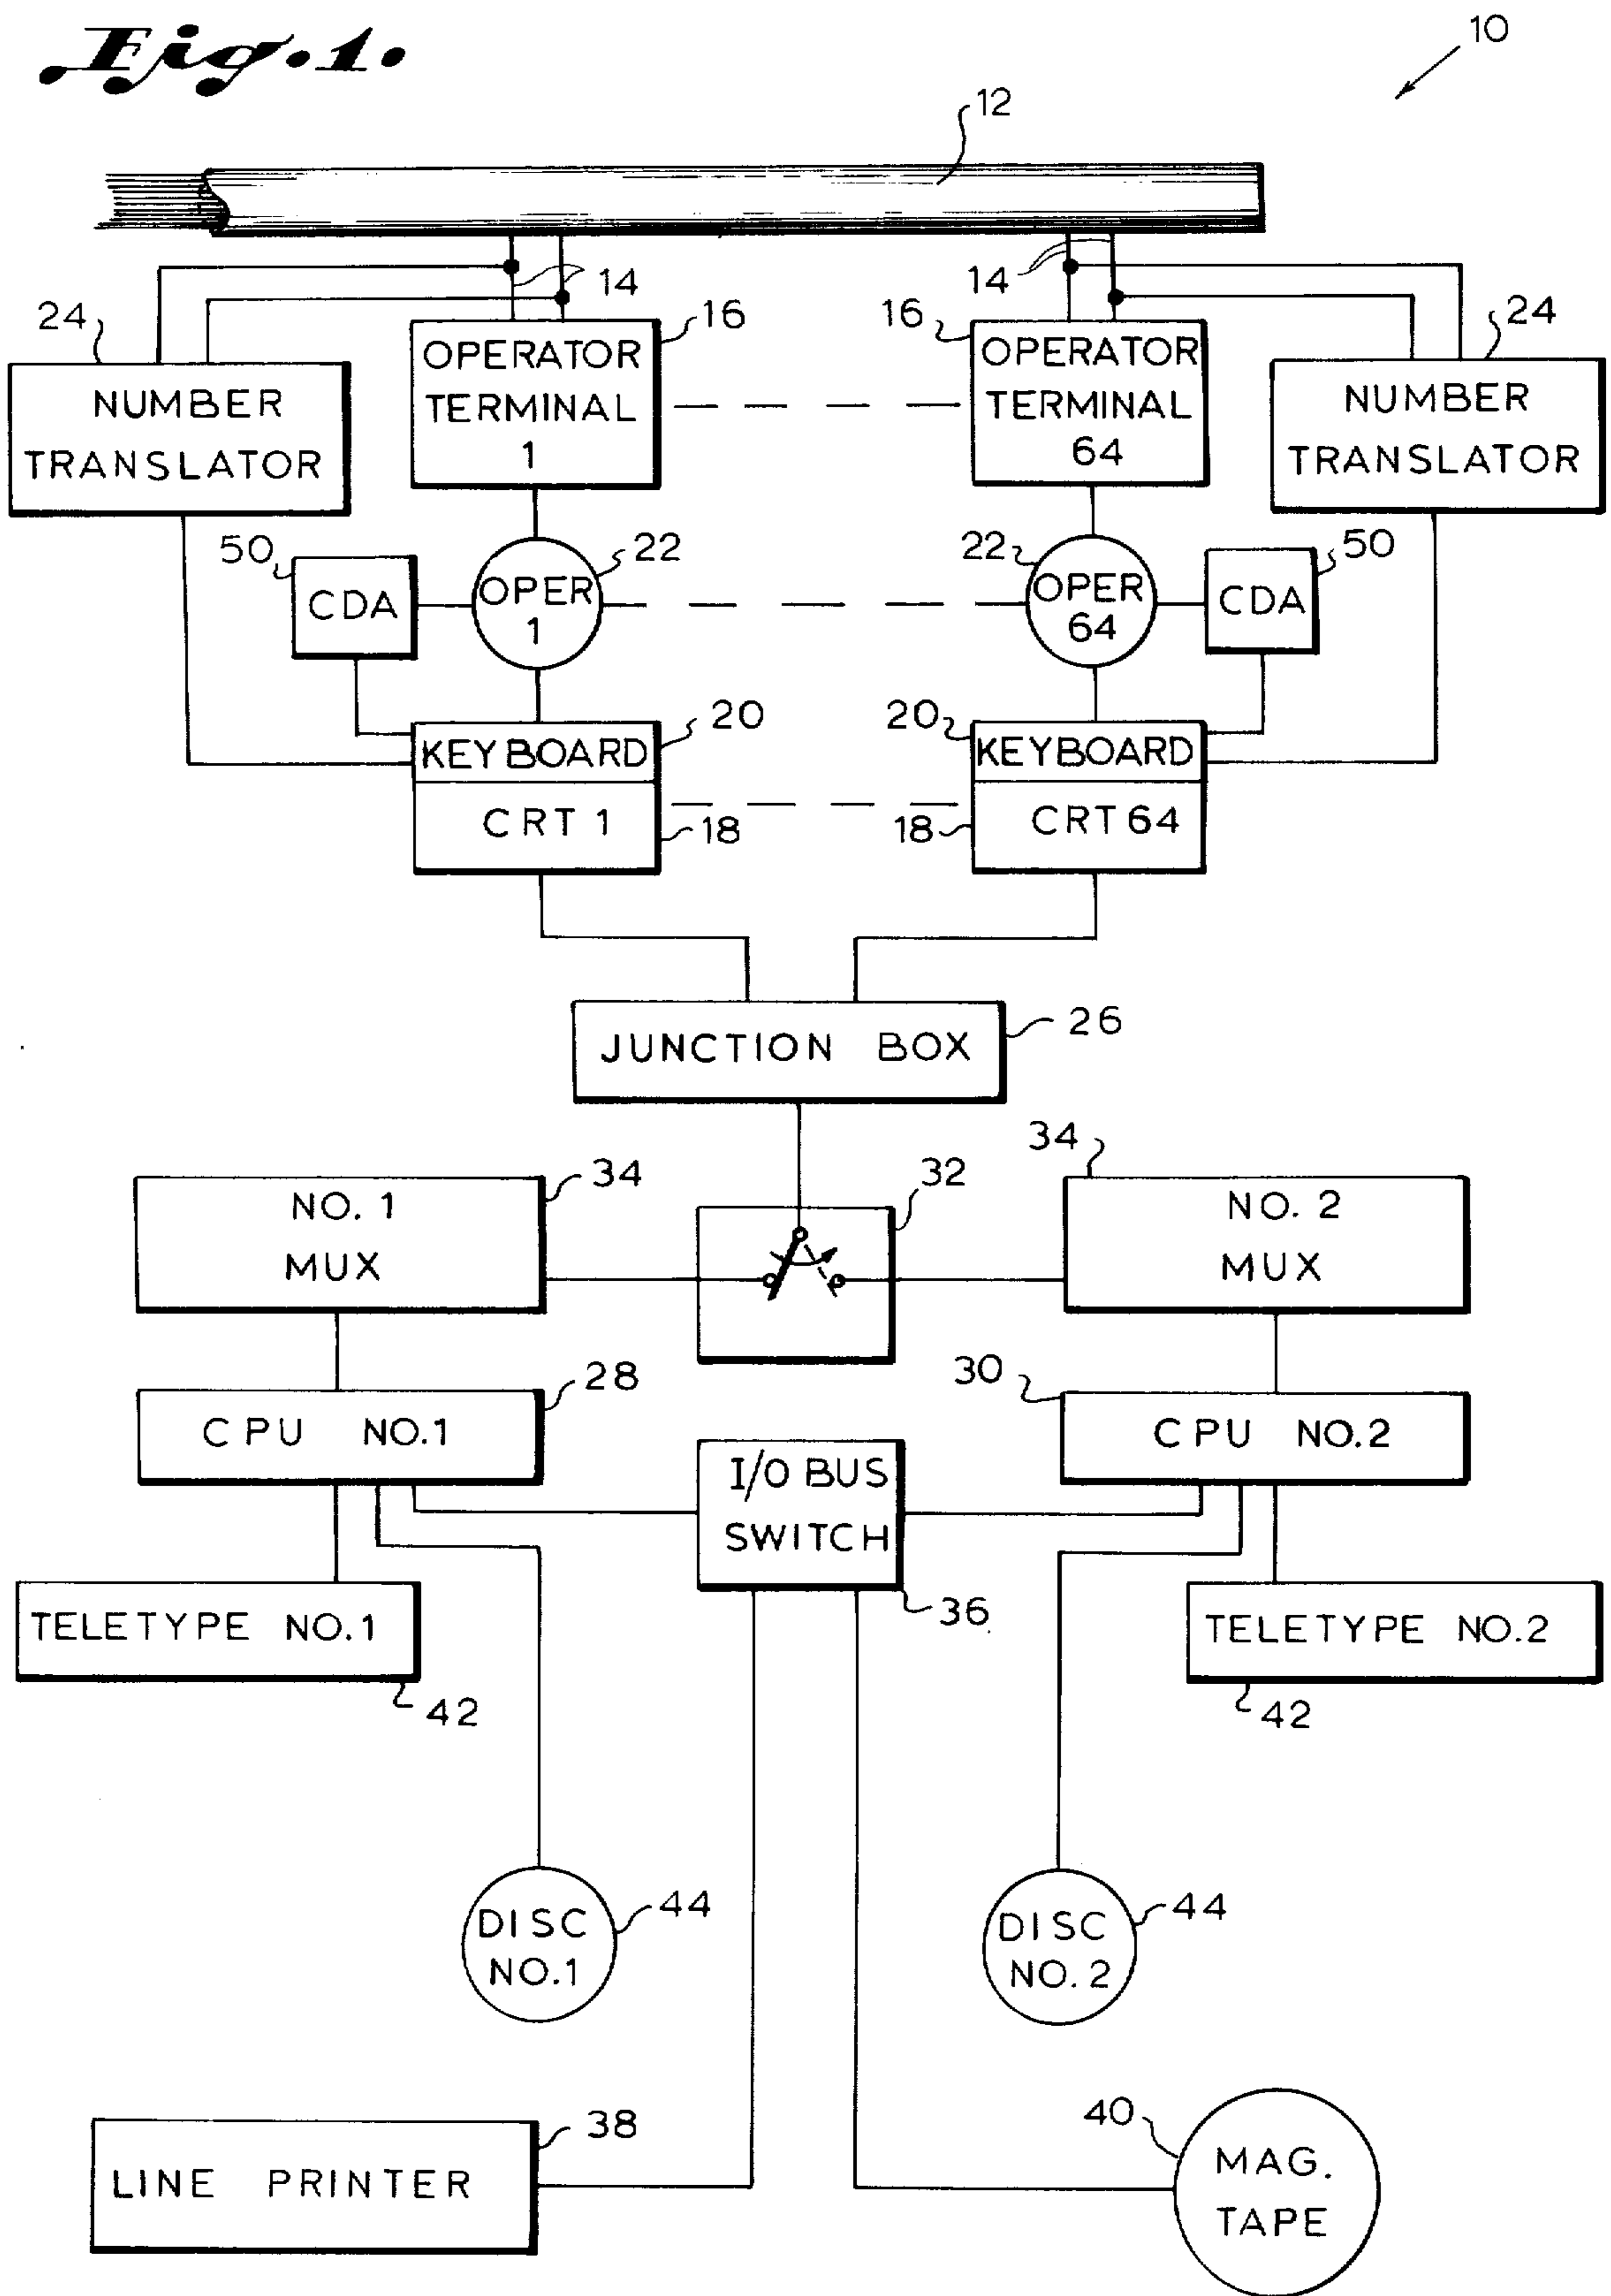 Fig. 1.
10
12
14
14
24
16
16
24
NUMBER
TRANSLATOR
OPERATOR
TERMINAL
1
OPERATOR
TERMINAL
64
NUMBER
TRANSLATOR
50
22
22
50
CDA
OPER
1
OPER
64
CDA
20
20
KEYBOARD
KEYBOARD
CRT 1
18
18
CRT 64
JUNCTION BOX
26
34
32
34
NO. 1
MUX
NO. 2
MUX
28
30
CPU NO.1
CPU NO.2
I/O BUS
SWITCH
36
TELETYPE NO.1
TELETYPE NO.2
42
42
44
44
DISC
NO.1
DISC
NO. 2
38
40
LINE PRINTER
MAG.
TAPE